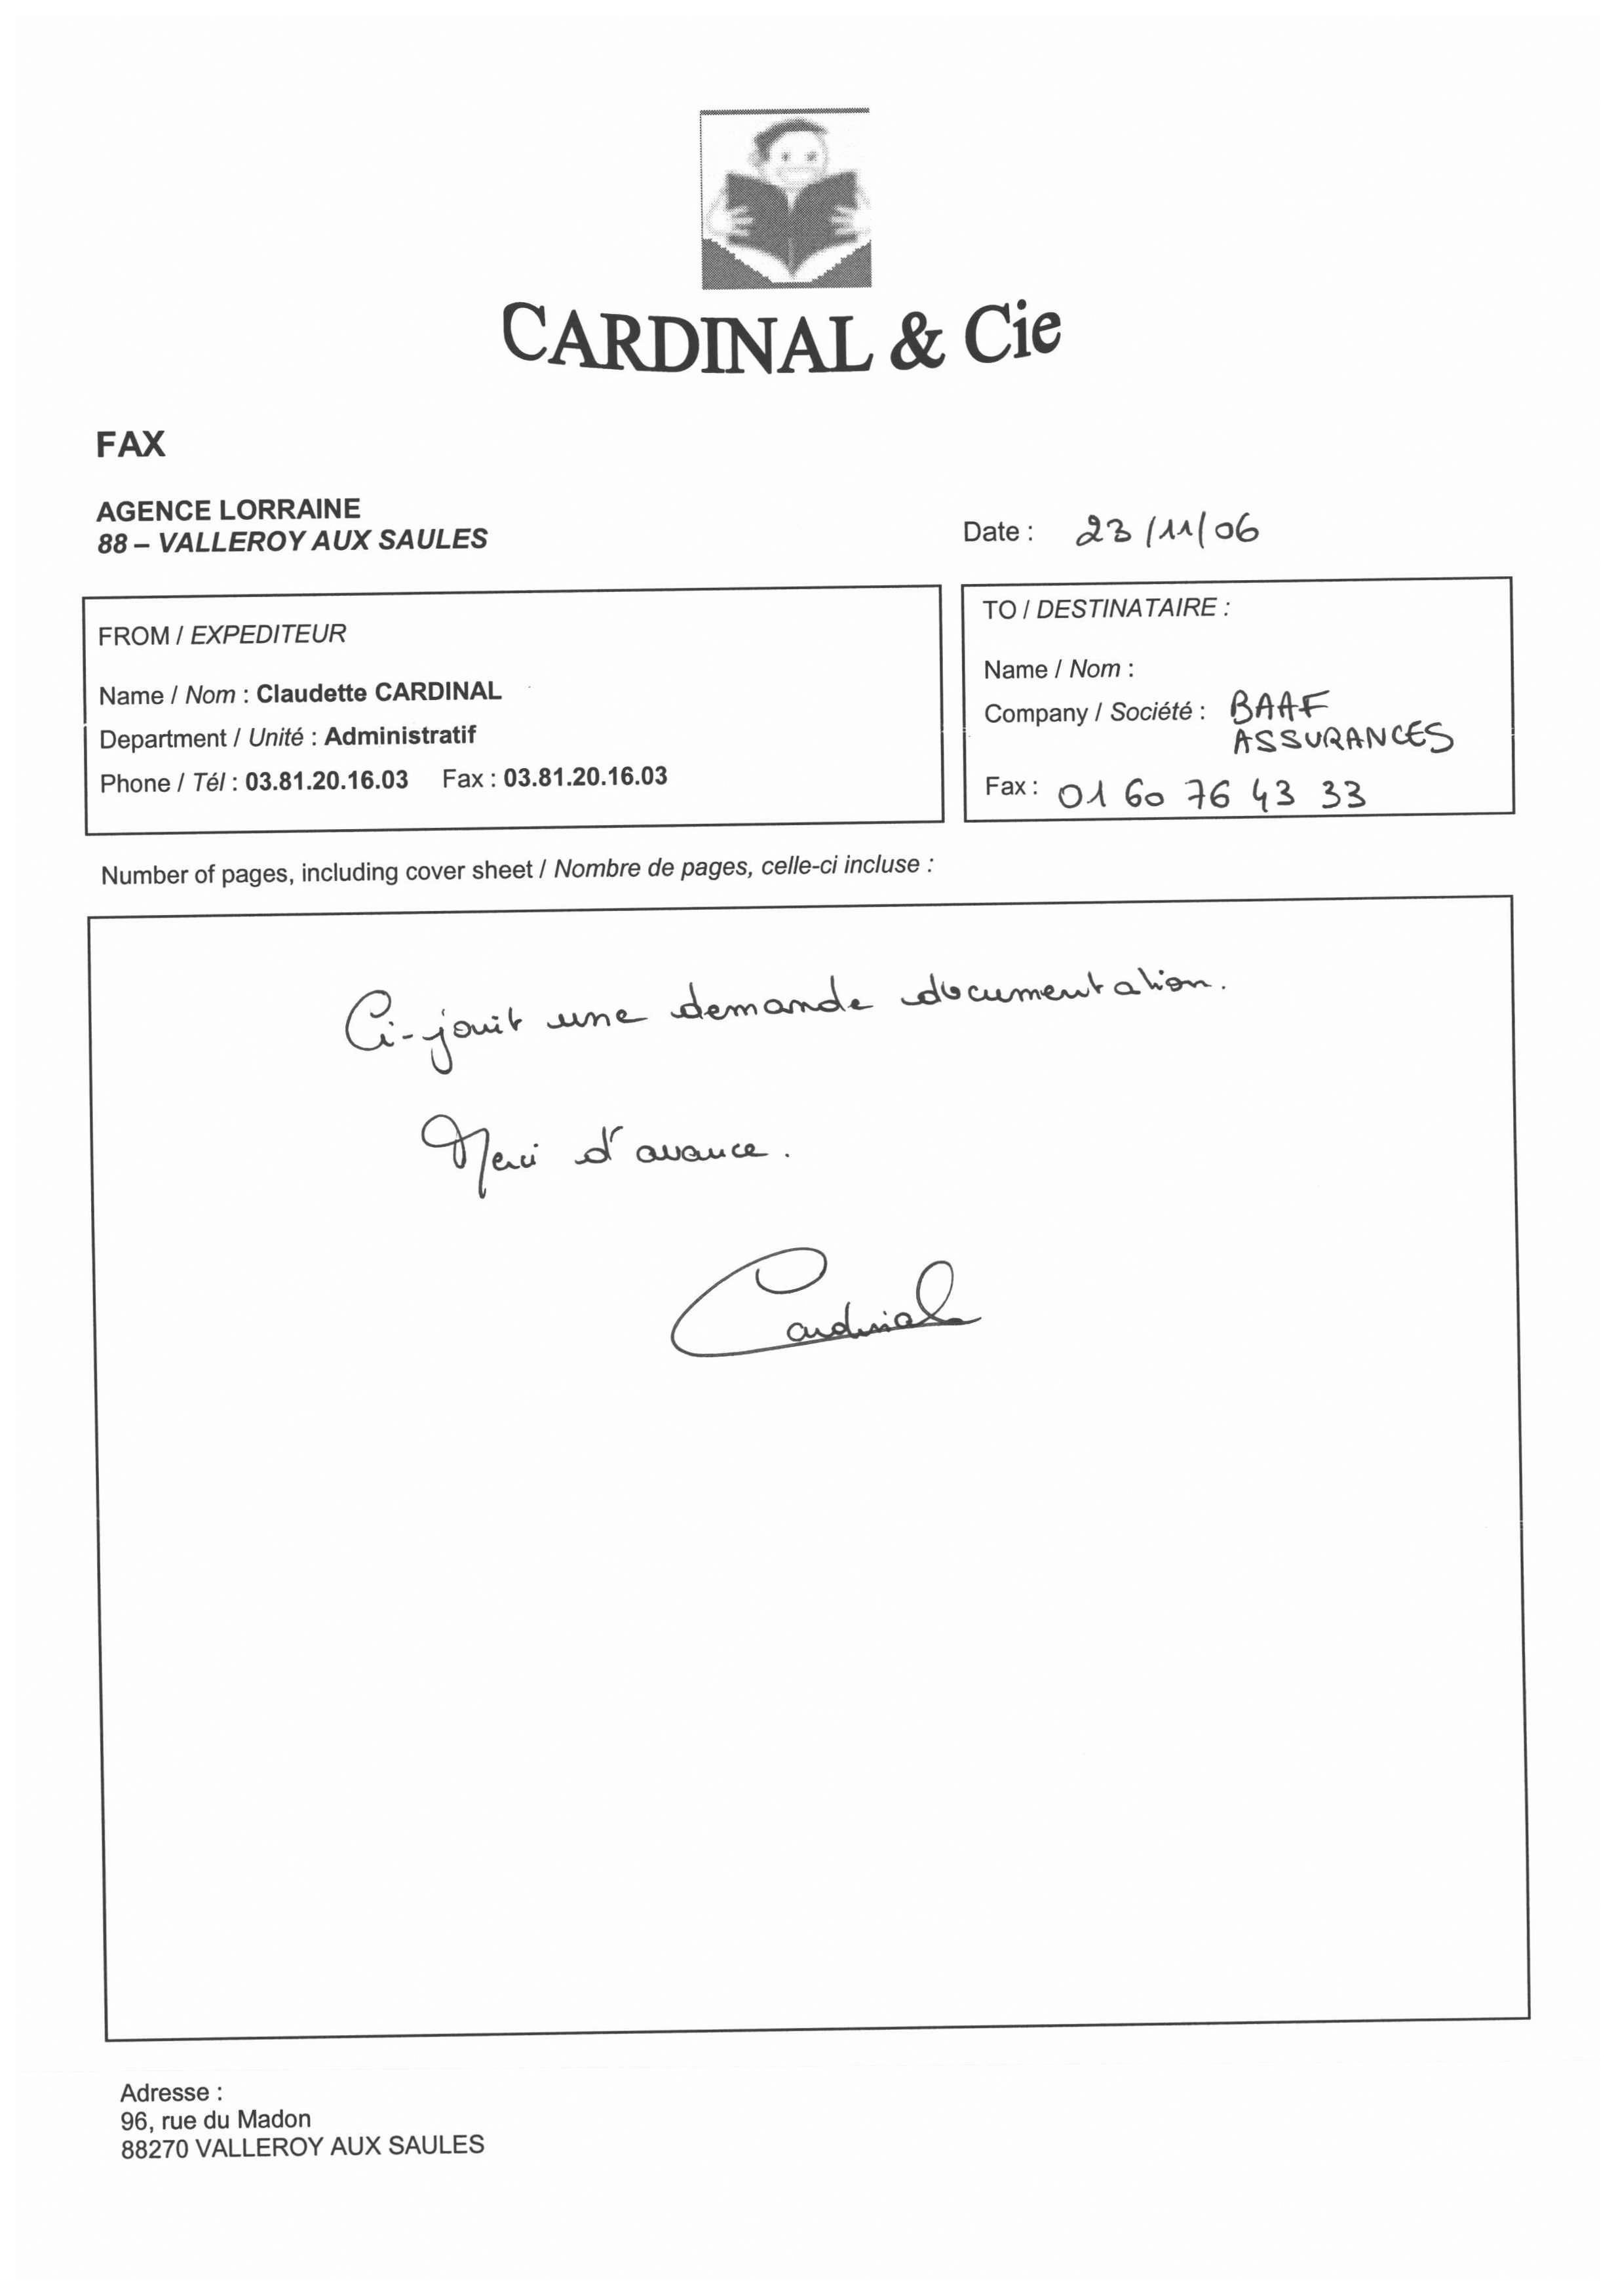 CARDINAL & Cie
FAX
AGENCE LORRAINE
88 – VALLEROY AUX SAULES
Date : 23/11/06
FROM / EXPEDITEUR
Name / Nom : Claudette CARDINAL
Department / Unité : Administratif
Phone / Tél : 03.81.20.16.03 Fax : 03.81.20.16.03
TO / DESTINATAIRE :
Name / Nom :
Company / Société : BAAF
ASSURANCES
Fax : 01 60 76 43 33
Number of pages, including cover sheet / Nombre de pages, celle-ci incluse :
Ci-jouit une demande documentation.
Merci d'avance.
Cardinal
Adresse :
96, rue du Madon
88270 VALLEROY AUX SAULES